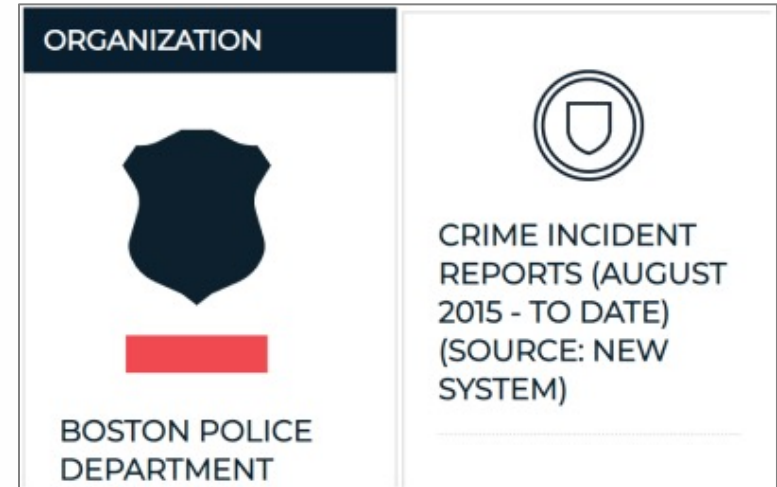 ORGANIZATION
BOSTON POLICE
DEPARTMENT
CRIME INCIDENT
REPORTS (AUGUST
2015 - TO DATE)
(SOURCE: NEW
SYSTEM)